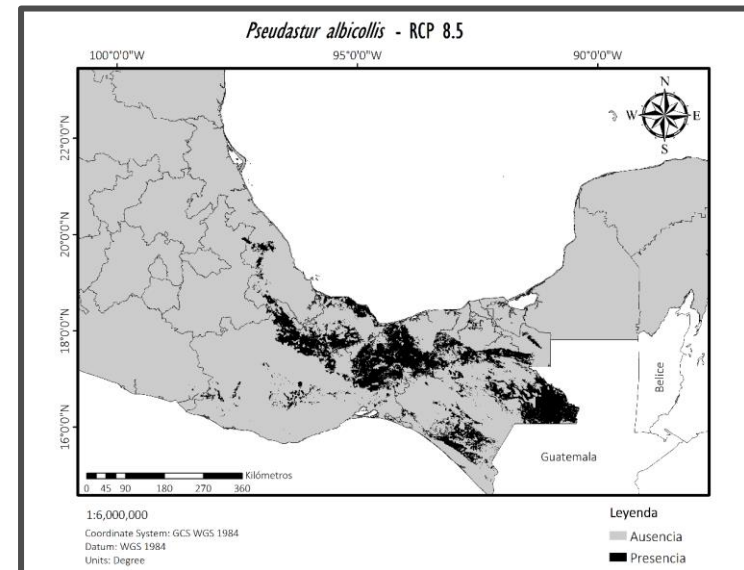 Pseudastur albicollis - RCP 8.5
100°0'0"W 95°0'0"W 90°0'0"W
N
W E
S
22°0'0"N
20°0'0"N
18°0'0"N
16°0'0"N
Belice
Guatemala
Kilómetros
0 45 90 180 270 360
1:6,000,000
Coordinate System: GCS WGS 1984
Datum: WGS 1984
Units: Degree
Leyenda
Ausencia
Presencia